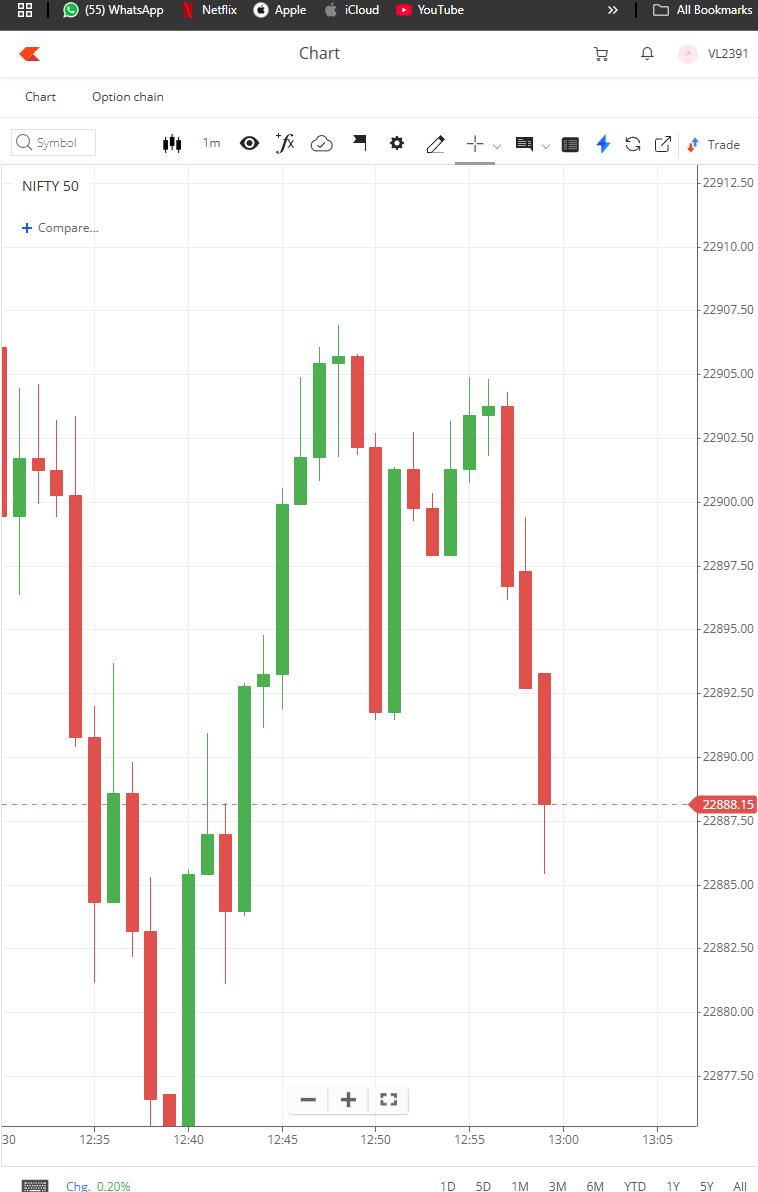 (55) WhatsApp Netflix Apple iCloud YouTube » All Bookmarks
Chart VL2391
Chart Option chain
Symbol 1m fx Trade
NIFTY 50
+ Compare...
22912.50
22910.00
22907.50
22905.00
22902.50
22900.00
22897.50
22895.00
22892.50
22890.00
22888.15
22887.50
22885.00
22882.50
22880.00
22877.50
30 12:35 12:40 12:45 12:50 12:55 13:00 13:05
Chg. 0.20% 1D 5D 1M 3M 6M YTD 1Y 5Y All